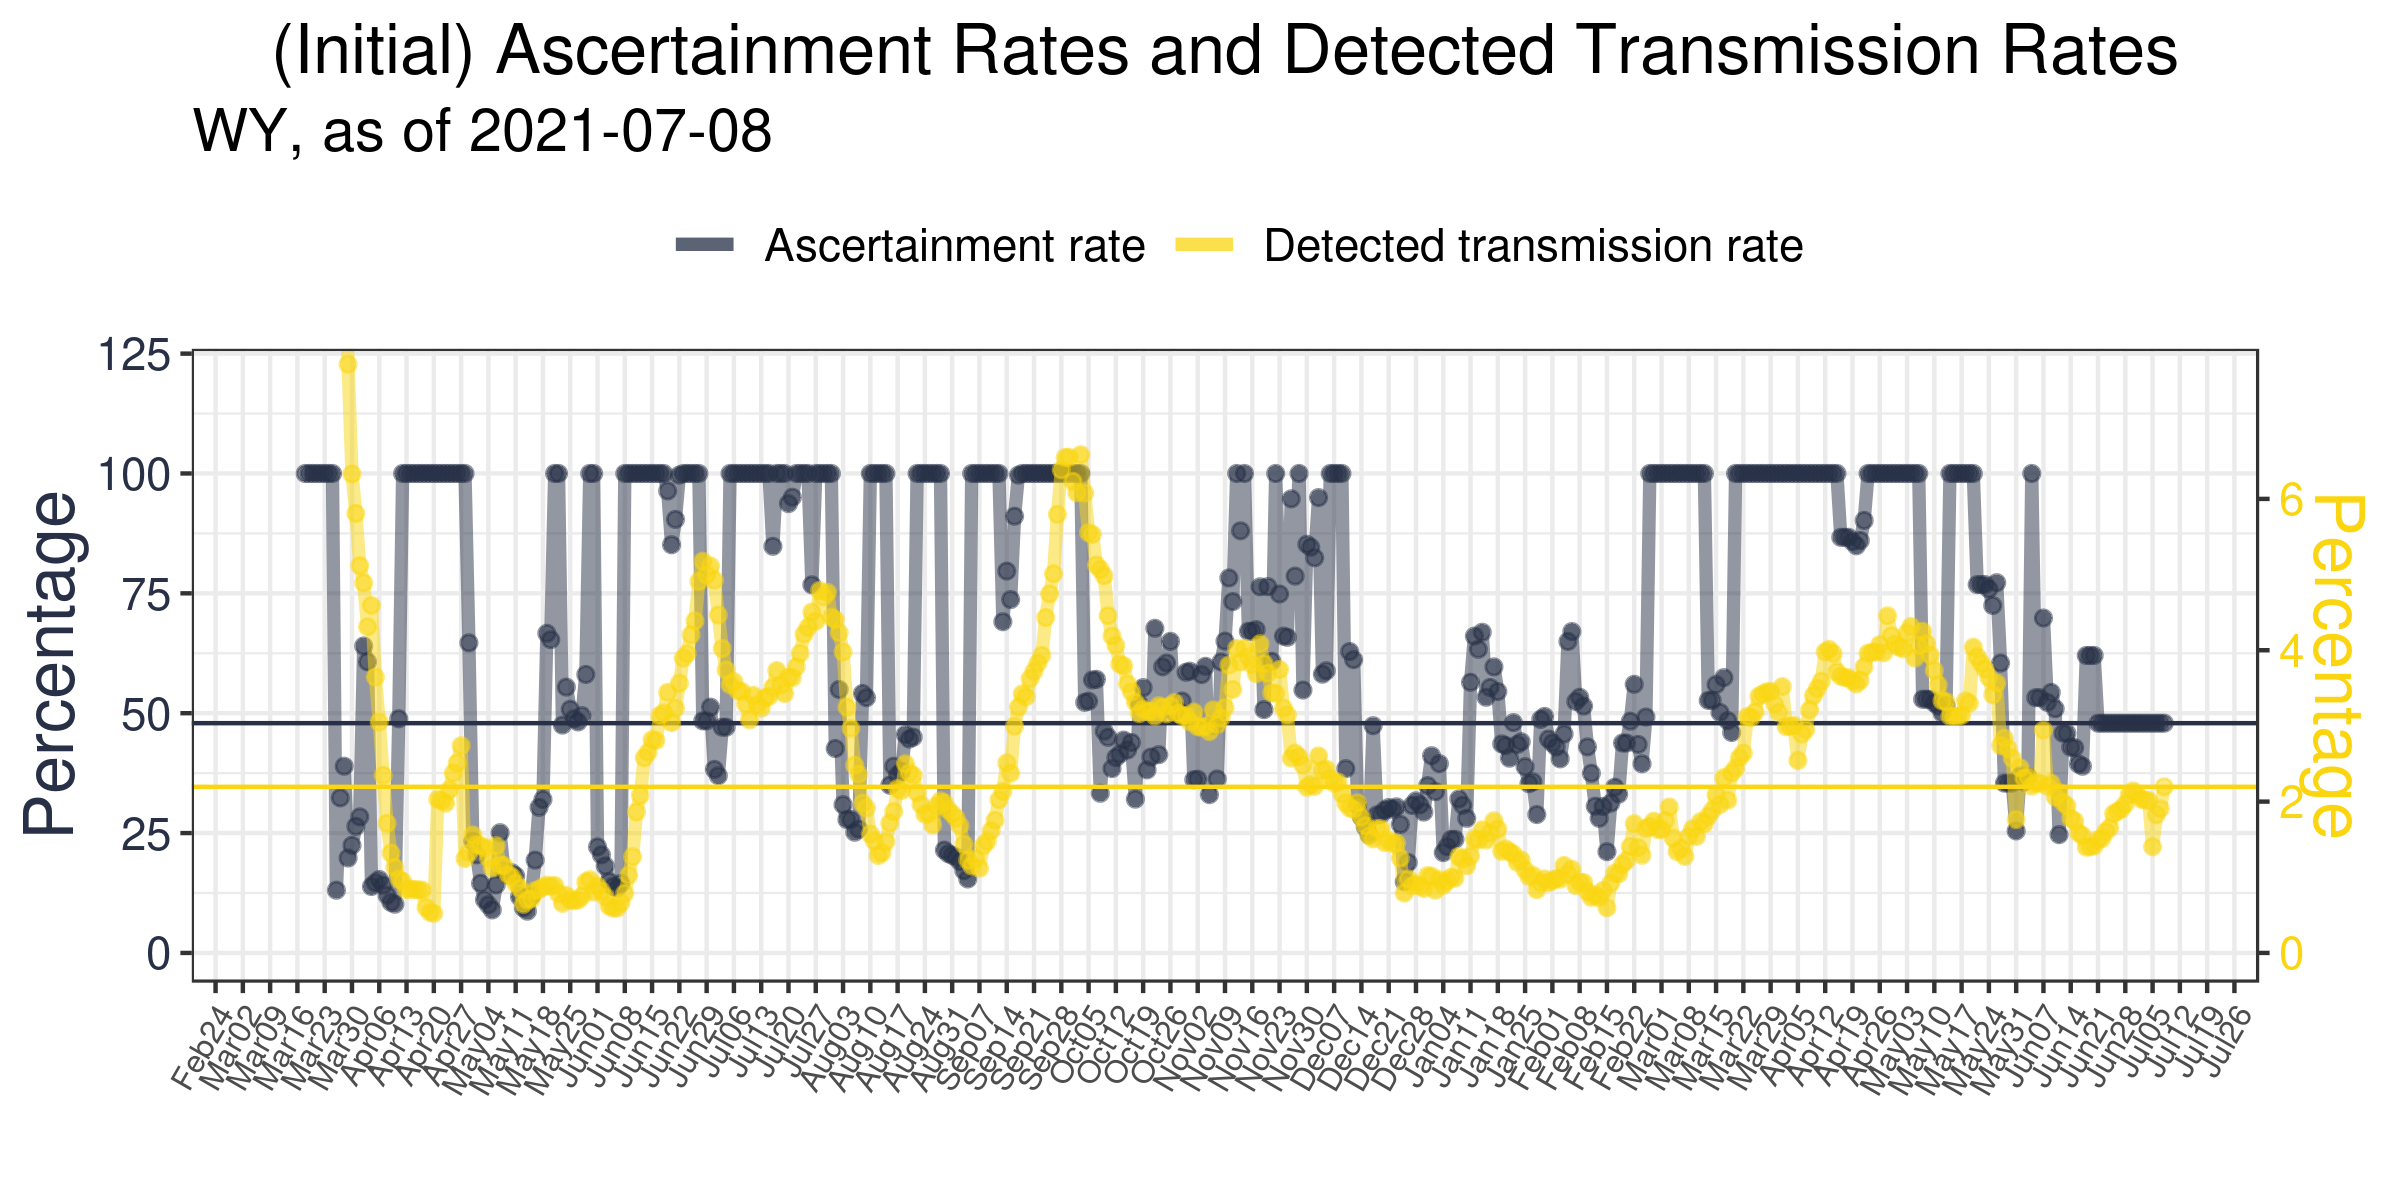 (Initial) Ascertainment Rates and Detected Transmission Rates
WY, as of 2021-07-08
Ascertainment rate
Detected transmission rate
Percentage
125
100
75
50
25
0
6
4
2
0
Percentage
Feb24
Mar02
Mar09
Mar16
Mar23
Mar30
Apr06
Apr13
Apr20
Apr27
May04
May11
May18
May25
Jun01
Jun08
Jun15
Jun22
Jun29
Jul06
Jul13
Jul20
Jul27
Aug03
Aug10
Aug17
Aug24
Aug31
Sep07
Sep14
Sep21
Sep28
Oct05
Oct12
Oct19
Oct26
Nov02
Nov09
Nov16
Nov23
Nov30
Dec07
Dec14
Dec21
Dec28
Jan04
Jan11
Jan18
Jan25
Feb01
Feb08
Feb15
Feb22
Mar01
Mar08
Mar15
Mar22
Mar29
Apr05
Apr12
Apr19
Apr26
May03
May10
May17
May24
May31
Jun07
Jun14
Jun21
Jun28
Jul05
Jul12
Jul19
Jul26